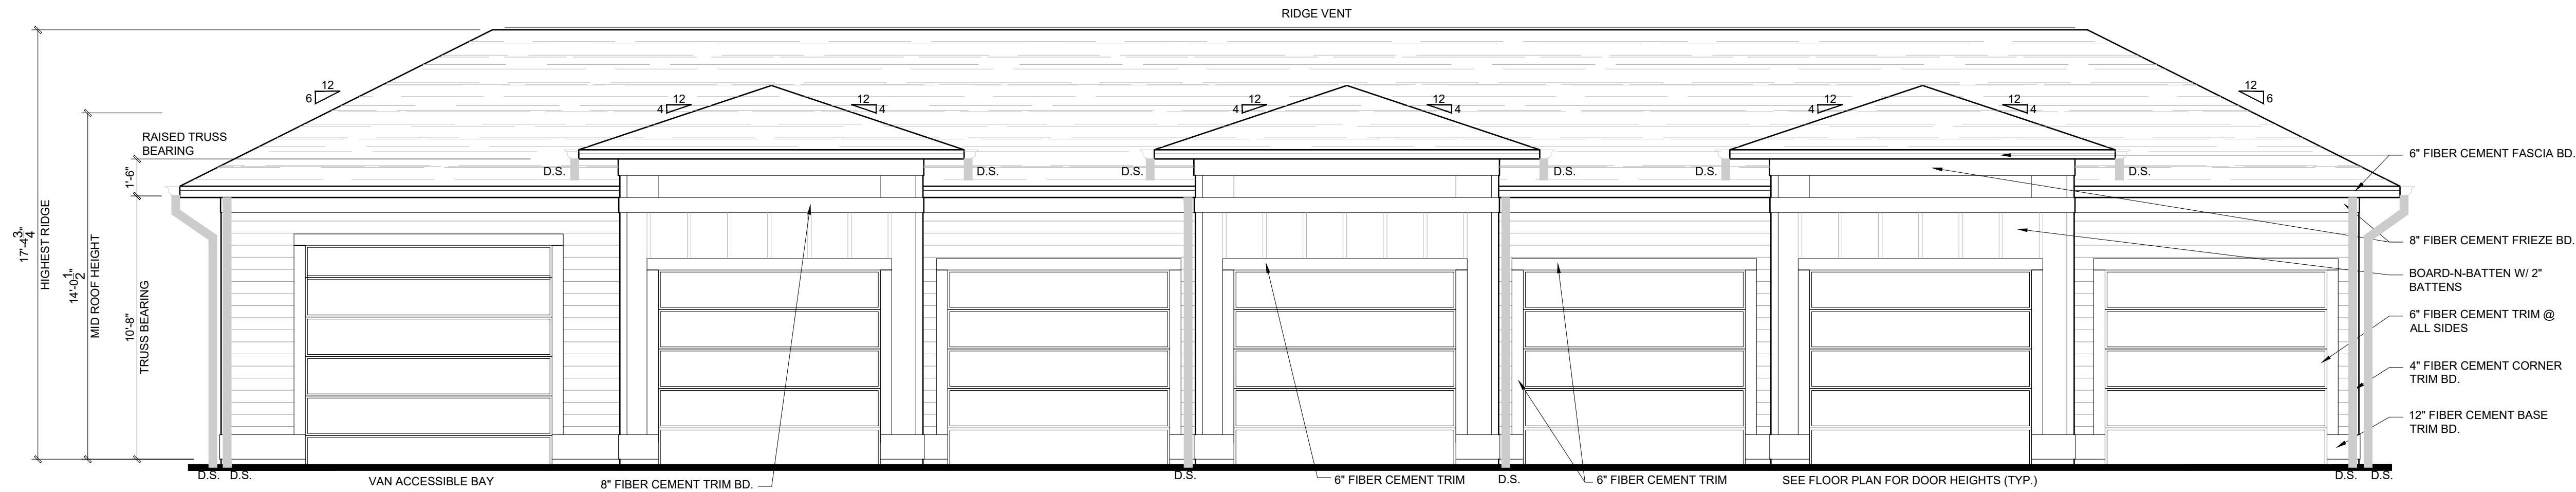 RIDGE VENT
12
6
12
4
12
4
12
4
12
4
12
4
12
4
12
6
RAISED TRUSS
BEARING
1'-6"
17'-4 3/4"
HIGHEST RIDGE
14'-0 1/2"
MID ROOF HEIGHT
10'-8"
TRUSS BEARING
D.S.
D.S.
D.S.
D.S.
D.S.
D.S.
6" FIBER CEMENT FASCIA BD.
8" FIBER CEMENT FRIEZE BD.
BOARD-N-BATTEN W/ 2"
BATTENS
6" FIBER CEMENT TRIM @
ALL SIDES
4" FIBER CEMENT CORNER
TRIM BD.
12" FIBER CEMENT BASE
TRIM BD.
D.S.
D.S.
VAN ACCESSIBLE BAY
8" FIBER CEMENT TRIM BD.
D.S.
6" FIBER CEMENT TRIM
D.S.
6" FIBER CEMENT TRIM
SEE FLOOR PLAN FOR DOOR HEIGHTS (TYP.)
D.S.
D.S.